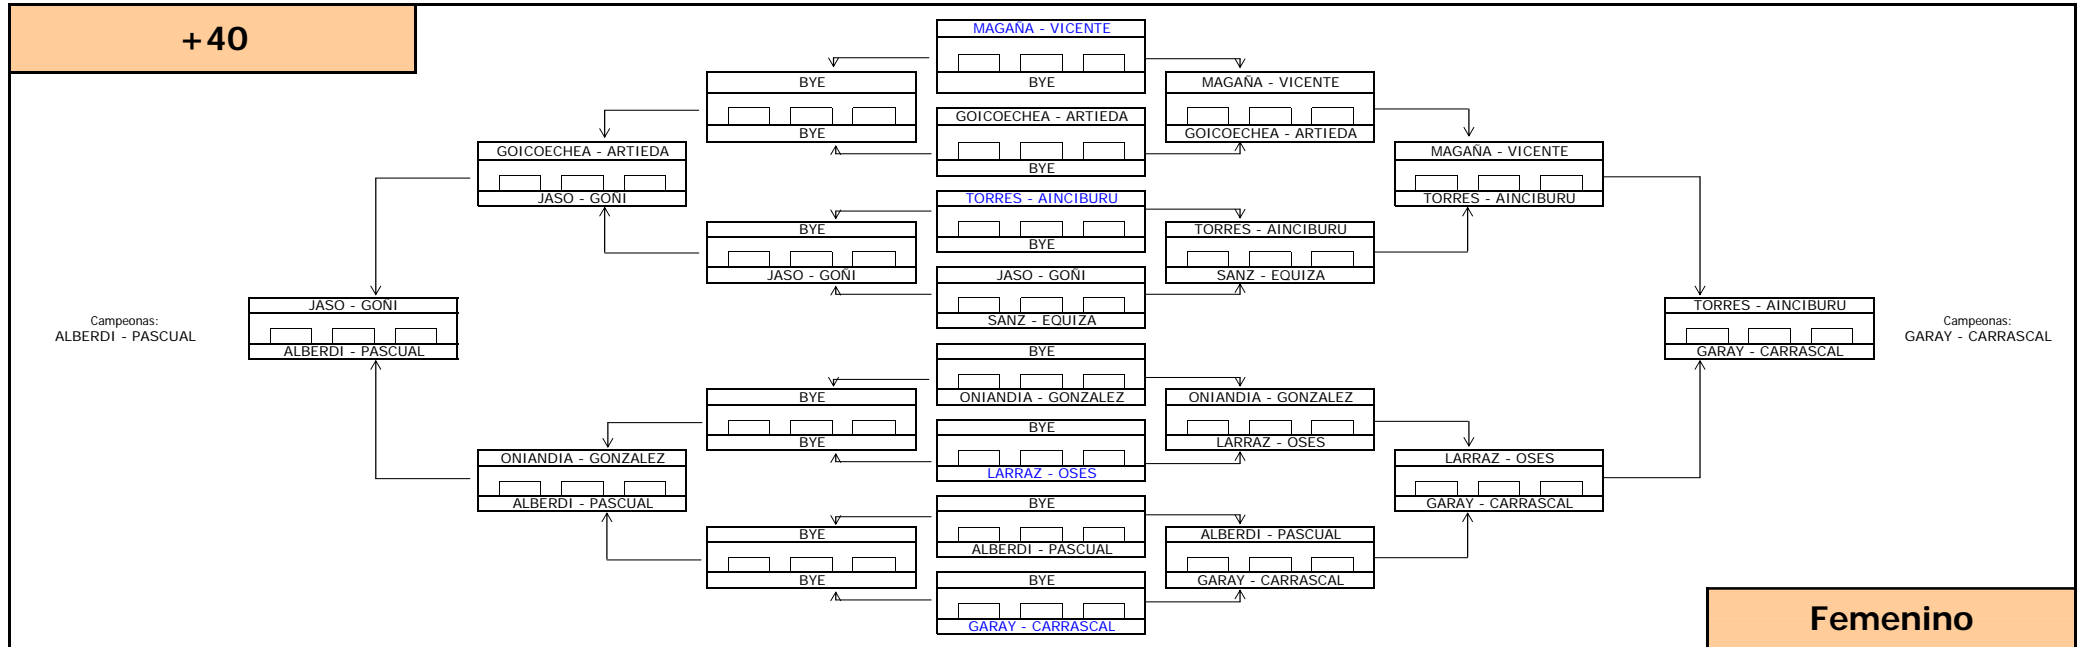 +40
MAGAÑA - VICENTE
BYE
BYE
BYE
MAGAÑA - VICENTE
GOICOECHEA - ARTIEDA
GOICOECHEA - ARTIEDA
BYE
GOICOECHEA - ARTIEDA
JASO - GOÑI
MAGAÑA - VICENTE
TORRES - AINCIBURU
TORRES - AINCIBURU
BYE
BYE
JASO - GOÑI
TORRES - AINCIBURU
SANZ - EQUIZA
JASO - GOÑI
SANZ - EQUIZA
Campeonas:
ALBERDI - PASCUAL
JASO - GOÑI
ALBERDI - PASCUAL
TORRES - AINCIBURU
GARAY - CARRASCAL
Campeonas:
GARAY - CARRASCAL
BYE
ONIANDIA - GONZALEZ
BYE
BYE
ONIANDIA - GONZALEZ
LARRAZ - OSES
BYE
LARRAZ - OSES
ONIANDIA - GONZALEZ
ALBERDI - PASCUAL
LARRAZ - OSES
GARAY - CARRASCAL
BYE
ALBERDI - PASCUAL
BYE
BYE
ALBERDI - PASCUAL
GARAY - CARRASCAL
BYE
GARAY - CARRASCAL
Femenino